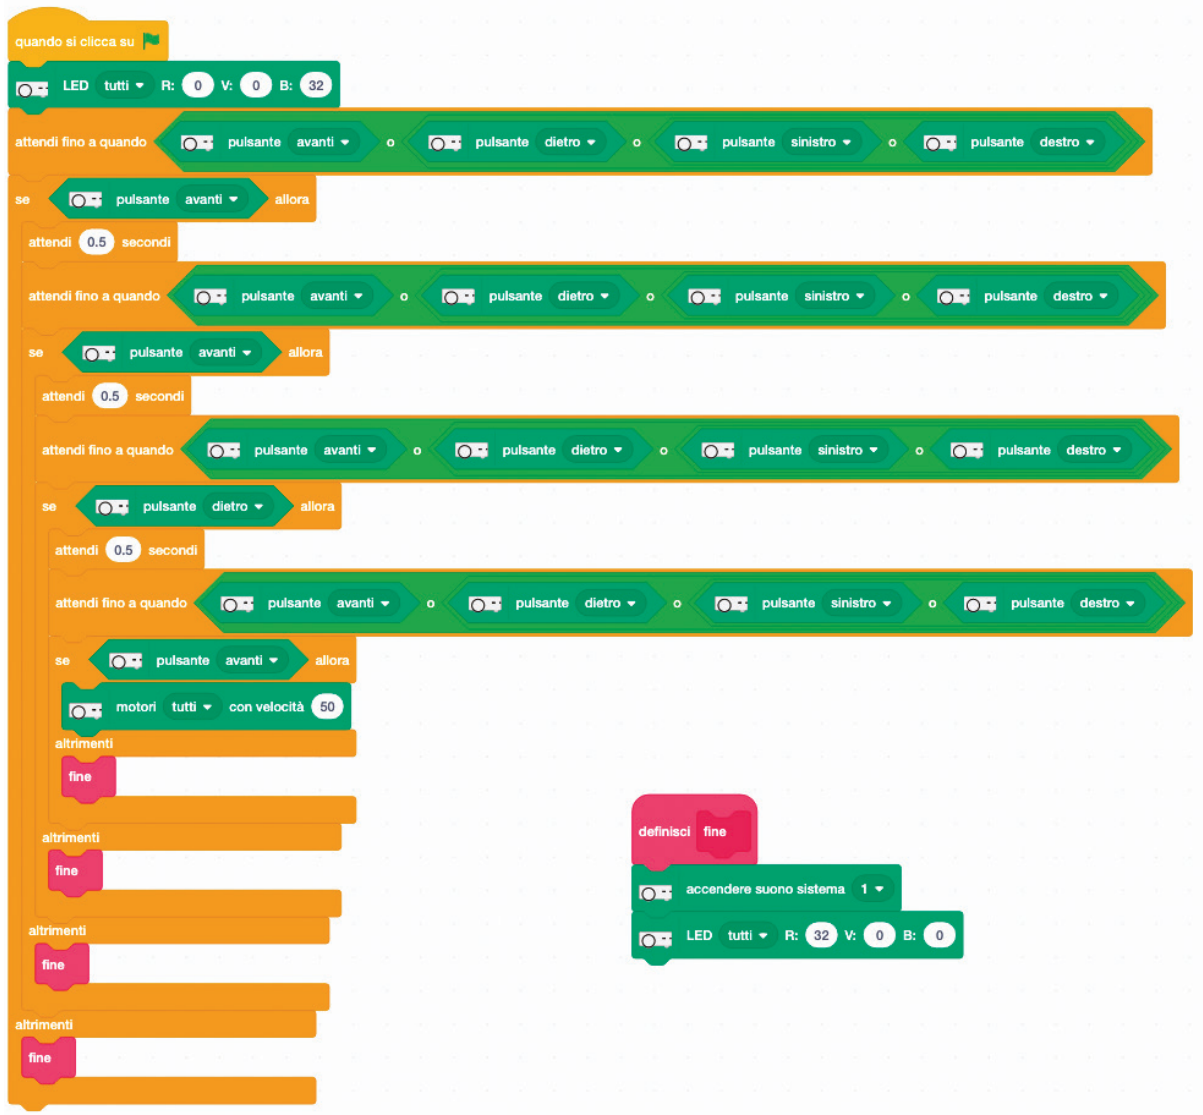 quando si clicca su
LED tutti R: 0 V: 0 B: 32
attendi fino a quando pulsante avanti o pulsante dietro o pulsante sinistro o pulsante destro
se pulsante avanti allora
attendi 0.5 secondi
attendi fino a quando pulsante avanti o pulsante dietro o pulsante sinistro o pulsante destro
se pulsante avanti allora
attendi 0.5 secondi
attendi fino a quando pulsante avanti o pulsante dietro o pulsante sinistro o pulsante destro
se pulsante dietro allora
attendi 0.5 secondi
attendi fino a quando pulsante avanti o pulsante dietro o pulsante sinistro o pulsante destro
se pulsante avanti allora
motori tutti con velocità 50
altrimenti
fine
altrimenti
fine
altrimenti
fine
altrimenti
fine
definisci fine
accendere suono sistema 1
LED tutti R: 32 V: 0 B: 0